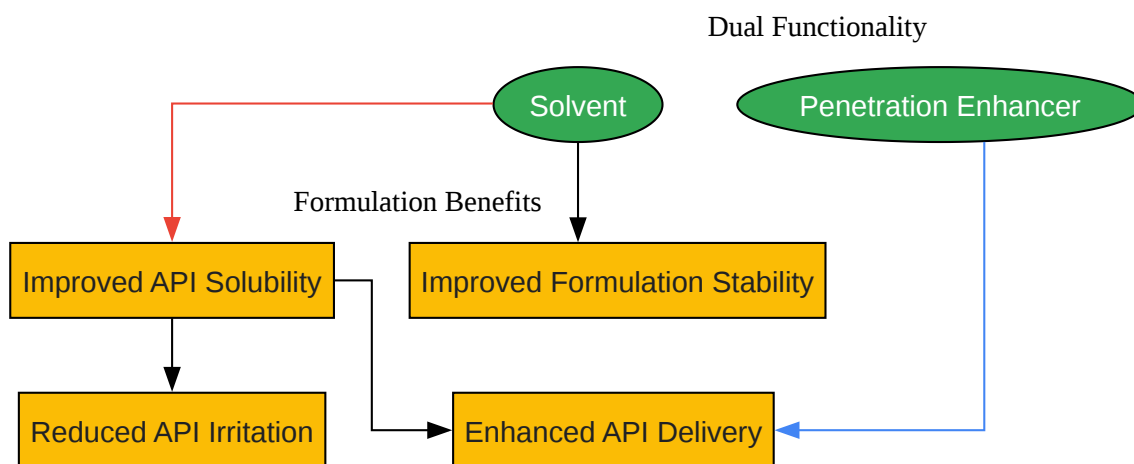 Dual Functionality
Solvent
Penetration Enhancer
Formulation Benefits
Improved API Solubility
Improved Formulation Stability
Reduced API Irritation
Enhanced API Delivery